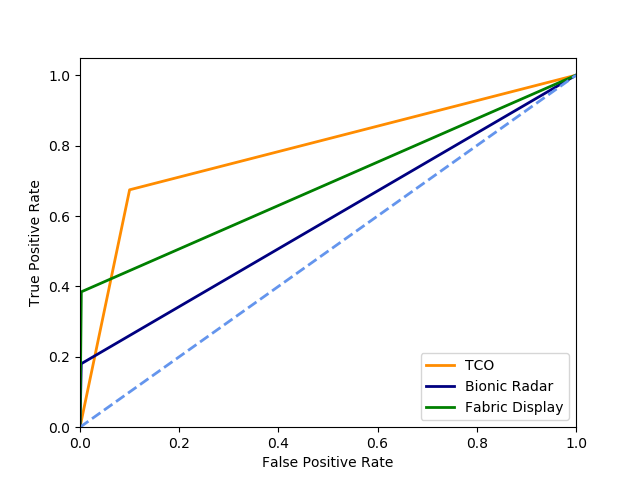 1.0
0.8
0.6
0.4
0.2
0.0
True Positive Rate
0.0 0.2 0.4 0.6 0.8 1.0
False Positive Rate
TCO
Bionic Radar
Fabric Display